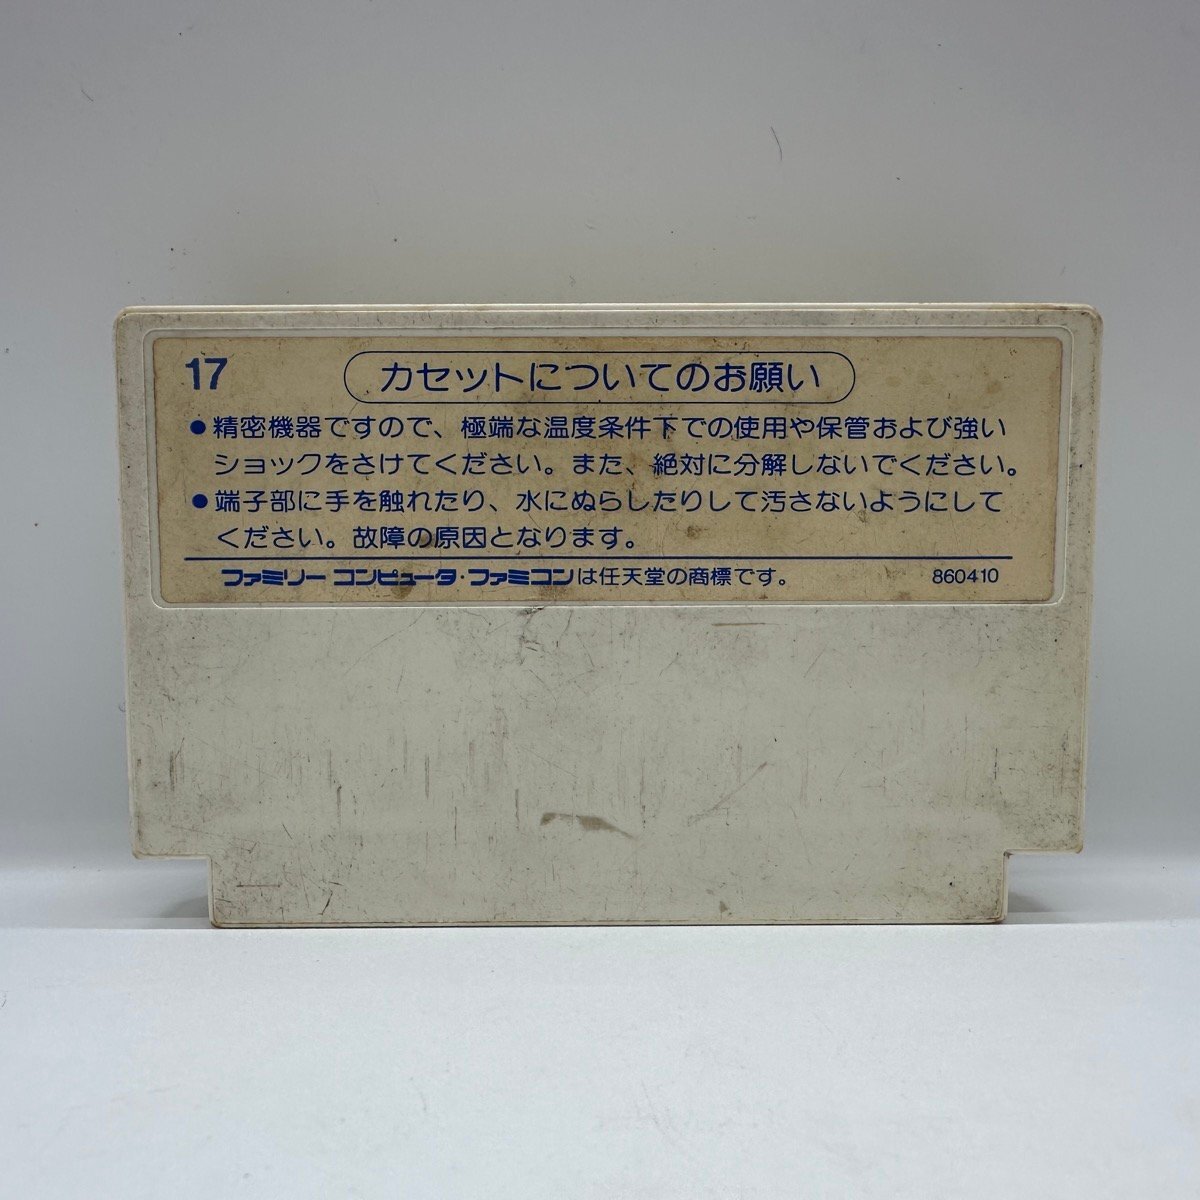 17
カセットについてのお願い
●精密機器ですので、極端な温度条件下での使用や保管および強い
ショックをさけてください。また、絶対に分解しないでください。
●端子部に手を触れたり、水にぬらしたりして汚さないようにして
ください。故障の原因となります。
ファミリー コンピュータ・ファミコンは任天堂の商標です。 860410